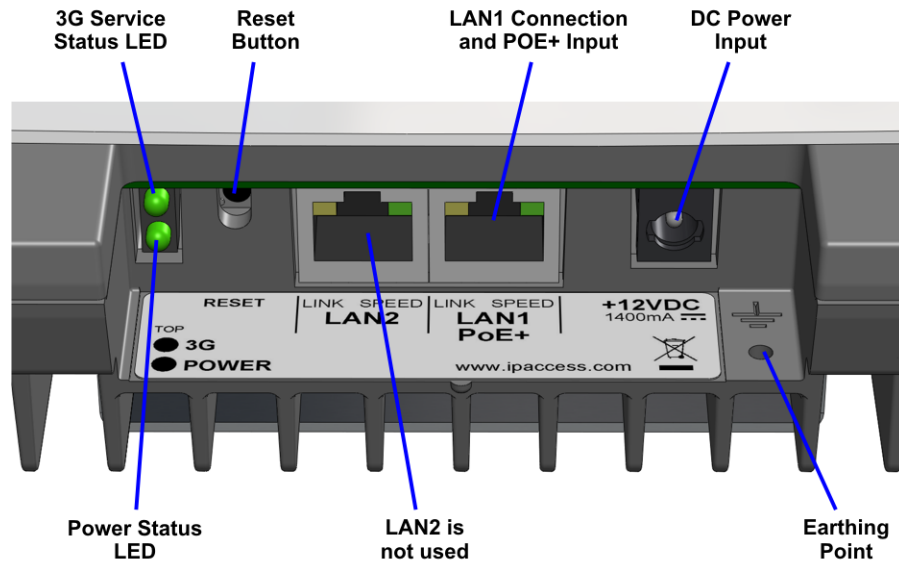 3G Service
Status LED
Reset
Button
LAN1 Connection
and POE+ Input
DC Power
Input
RESET
LINK SPEED
LAN2
LINK SPEED
LAN1
PoE+
+12VDC
1400mA
TOP
3G
POWER
www.ipaccess.com
Power Status
LED
LAN2 is
not used
Earthing
Point